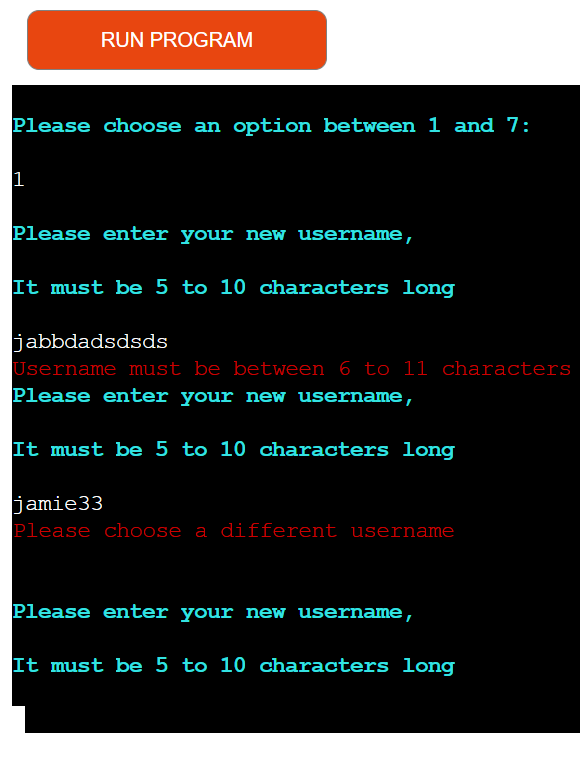 RUN PROGRAM
Please choose an option between 1 and 7:
1
Please enter your new username,
It must be 5 to 10 characters long
jabbdadsdsds
Username must be between 6 to 11 characters
Please enter your new username,
It must be 5 to 10 characters long
jamie33
Please choose a different username
Please enter your new username,
It must be 5 to 10 characters long